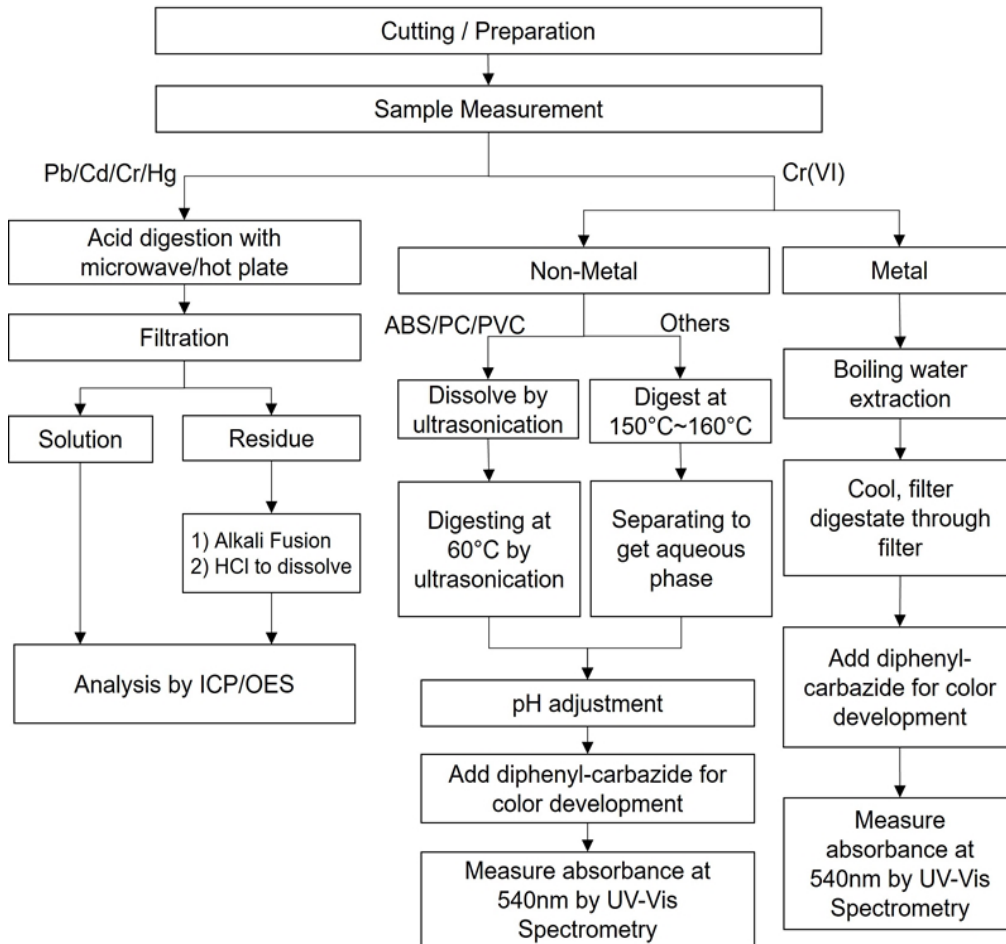 Cutting / Preparation
Sample Measurement
Pb/Cd/Cr/Hg
Acid digestion with
microwave/hot plate
Filtration
Solution
Residue
1) Alkali Fusion
2) HCl to dissolve
Analysis by ICP/OES
Cr(VI)
Non-Metal
ABS/PC/PVC
Others
Dissolve by
ultrasonication
Digest at
150°C~160°C
Digesting at
60°C by
ultrasonication
Separating to
get aqueous
phase
pH adjustment
Add diphenyl-carbazide for
color development
Measure absorbance at
540nm by UV-Vis
Spectrometry
Metal
Boiling water
extraction
Cool, filter
digestate through
filter
Add diphenyl-
carbazide for color
development
Measure
absorbance at
540nm by UV-Vis
Spectrometry